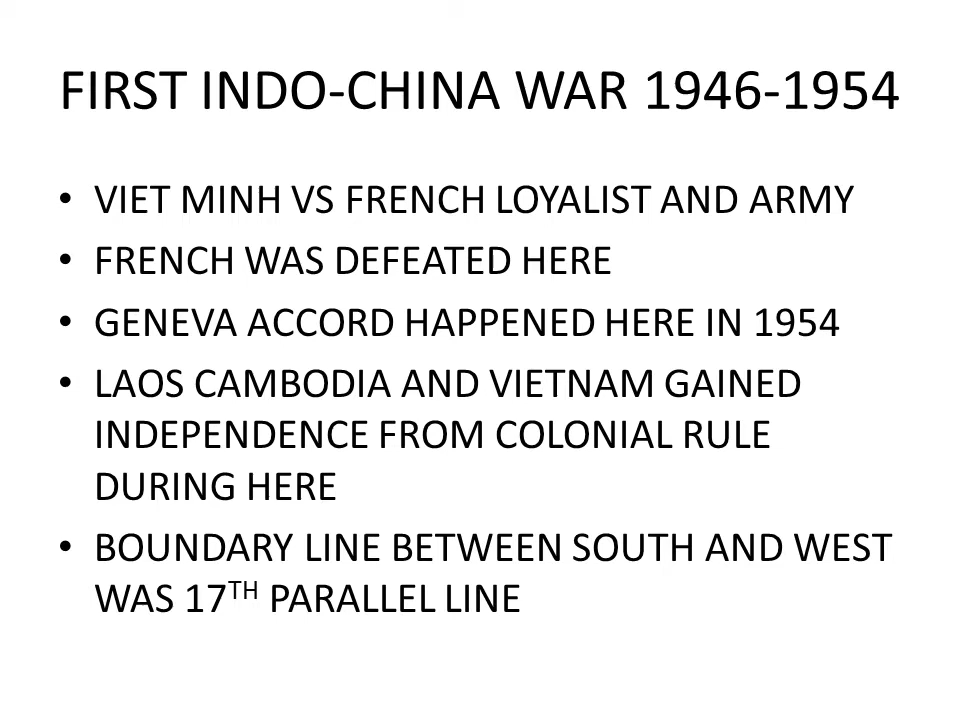 FIRST INDO-CHINA WAR 1946-1954
• VIET MINH VS FRENCH LOYALIST AND ARMY
• FRENCH WAS DEFEATED HERE
• GENEVA ACCORD HAPPENED HERE IN 1954
• LAOS CAMBODIA AND VIETNAM GAINED
INDEPENDENCE FROM COLONIAL RULE
DURING HERE
• BOUNDARY LINE BETWEEN SOUTH AND WEST
WAS 17TH PARALLEL LINE